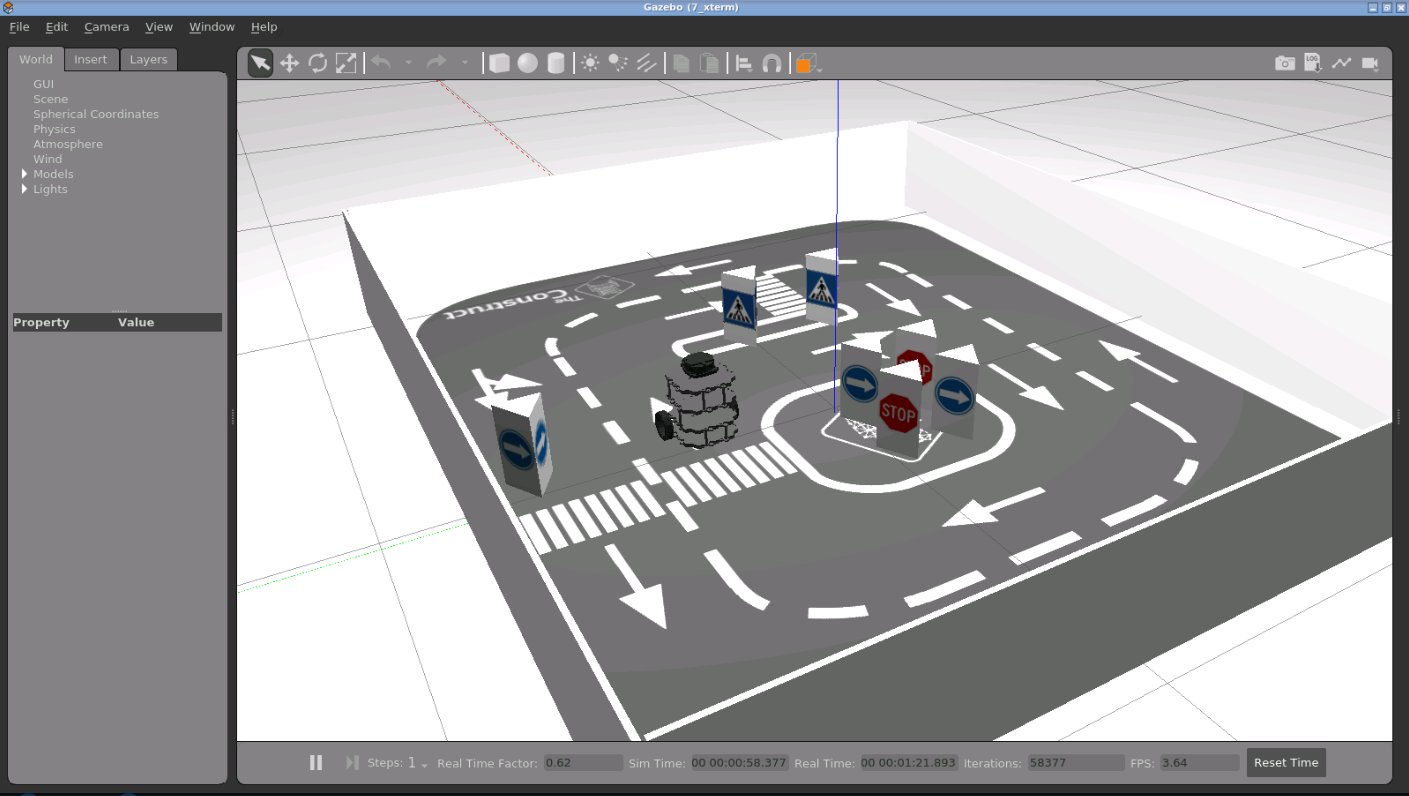 Gazebo (7_xterm)
File Edit Camera View Window Help
World Insert Layers
GUI
Scene
Spherical Coordinates
Physics
Atmosphere
Wind
Models
Lights
Property Value
The Construct
STOP
STOP
Steps: 1 Real Time Factor: 0.62 Sim Time: 00 00:00:58.377 Real Time: 00 00:01:21.893 Iterations: 58377 FPS: 3.64 Reset Time